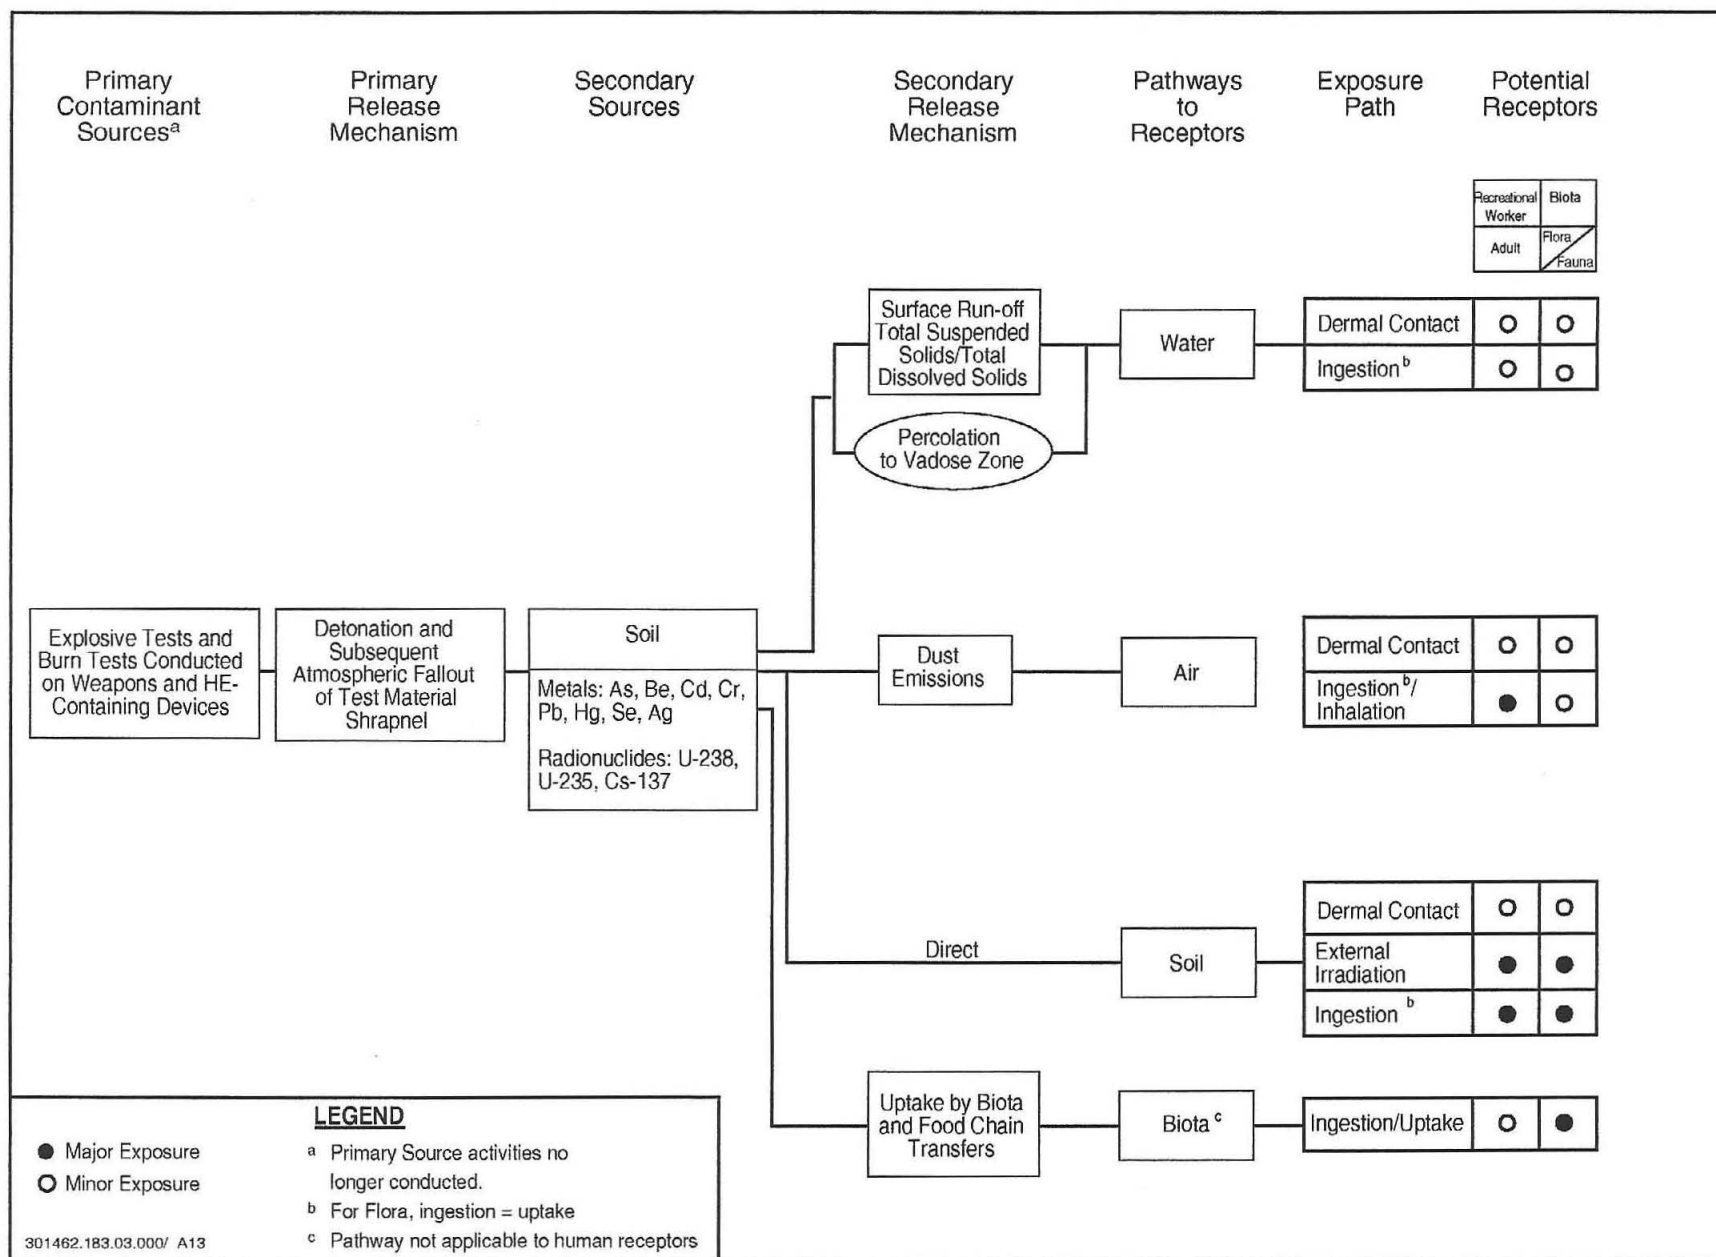 Primary
Contaminant
Sourcesᵃ
Primary
Release
Mechanism
Secondary
Sources
Secondary
Release
Mechanism
Pathways
to
Receptors
Exposure
Path
Potential
Receptors
Recreational
Worker
Biota
Adult
Flora
Fauna
Surface Run-off
Total Suspended
Solids/Total
Dissolved Solids
Water
Dermal Contact
Ingestion ᵇ
Percolation
to Vadose Zone
Explosive Tests and
Burn Tests Conducted
on Weapons and HE-
Containing Devices
Detonation and
Subsequent
Atmospheric Fallout
of Test Material
Shrapnel
Soil
Metals: As, Be, Cd, Cr,
Pb, Hg, Se, Ag
Radionuclides: U-238,
U-235, Cs-137
Dust
Emissions
Air
Dermal Contact
Ingestion ᵇ/
Inhalation
Direct
Soil
Dermal Contact
External
Irradiation
Ingestion ᵇ
Uptake by Biota
and Food Chain
Transfers
Biota ᶜ
Ingestion/Uptake
LEGEND
Major Exposure
Minor Exposure
ᵃ Primary Source activities no
longer conducted.
ᵇ For Flora, ingestion = uptake
ᶜ Pathway not applicable to human receptors
301462.183.03.000/ A13